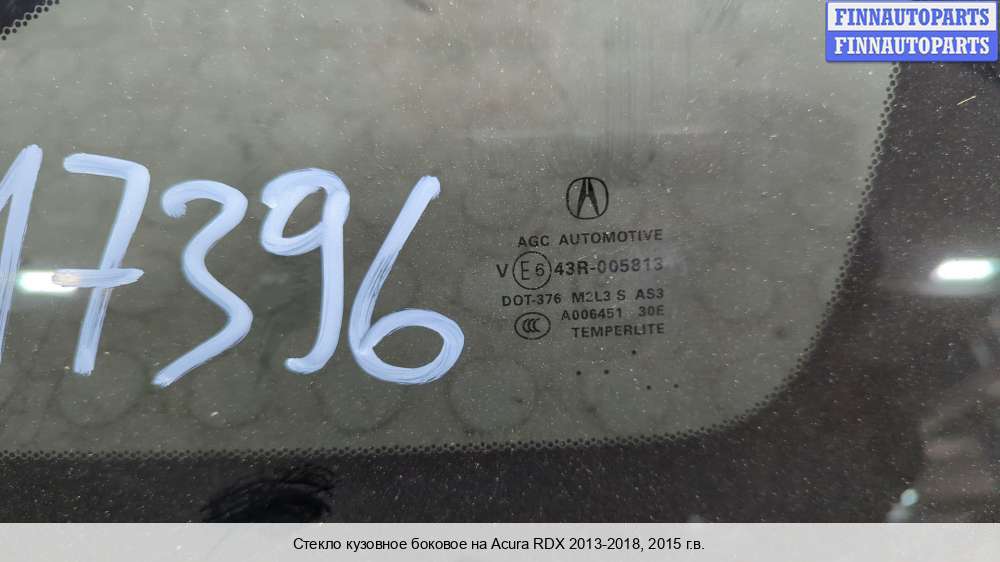 FINNAUTOPARTS
FINNAUTOPARTS
17396
AGC AUTOMOTIVE
V E6 43R-005813
DOT-376 M2L3 S AS3
CCC A006451 30E
TEMPERLITE
Стекло кузовное боковое на Acura RDX 2013-2018, 2015 г.в.